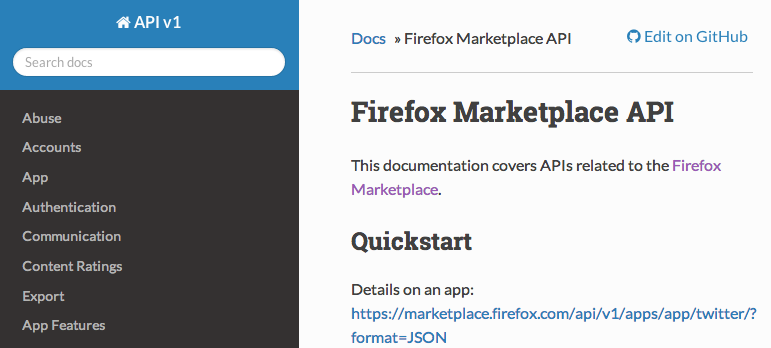 API v1
Search docs
Abuse
Accounts
App
Authentication
Communication
Content Ratings
Export
App Features
Docs » Firefox Marketplace API
Edit on GitHub
Firefox Marketplace API
This documentation covers APIs related to the Firefox
Marketplace.
Quickstart
Details on an app:
https://marketplace.firefox.com/api/v1/apps/app/twitter/?
format=JSON